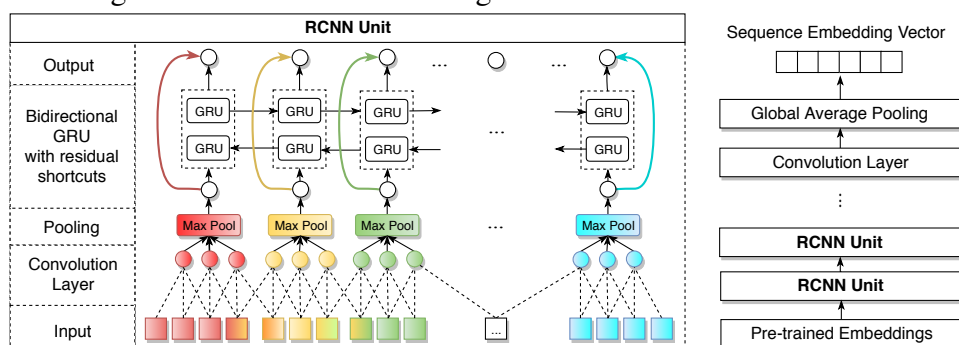 RCNN Unit
Output
...
...
Bidirectional
GRU
with residual
shortcuts
GRU
GRU
GRU
GRU
GRU
GRU
GRU
GRU
...
Pooling
Max Pool
Max Pool
Max Pool
...
Max Pool
Convolution
Layer
Input
...
Sequence Embedding Vector
Global Average Pooling
Convolution Layer
...
RCNN Unit
RCNN Unit
Pre-trained Embeddings